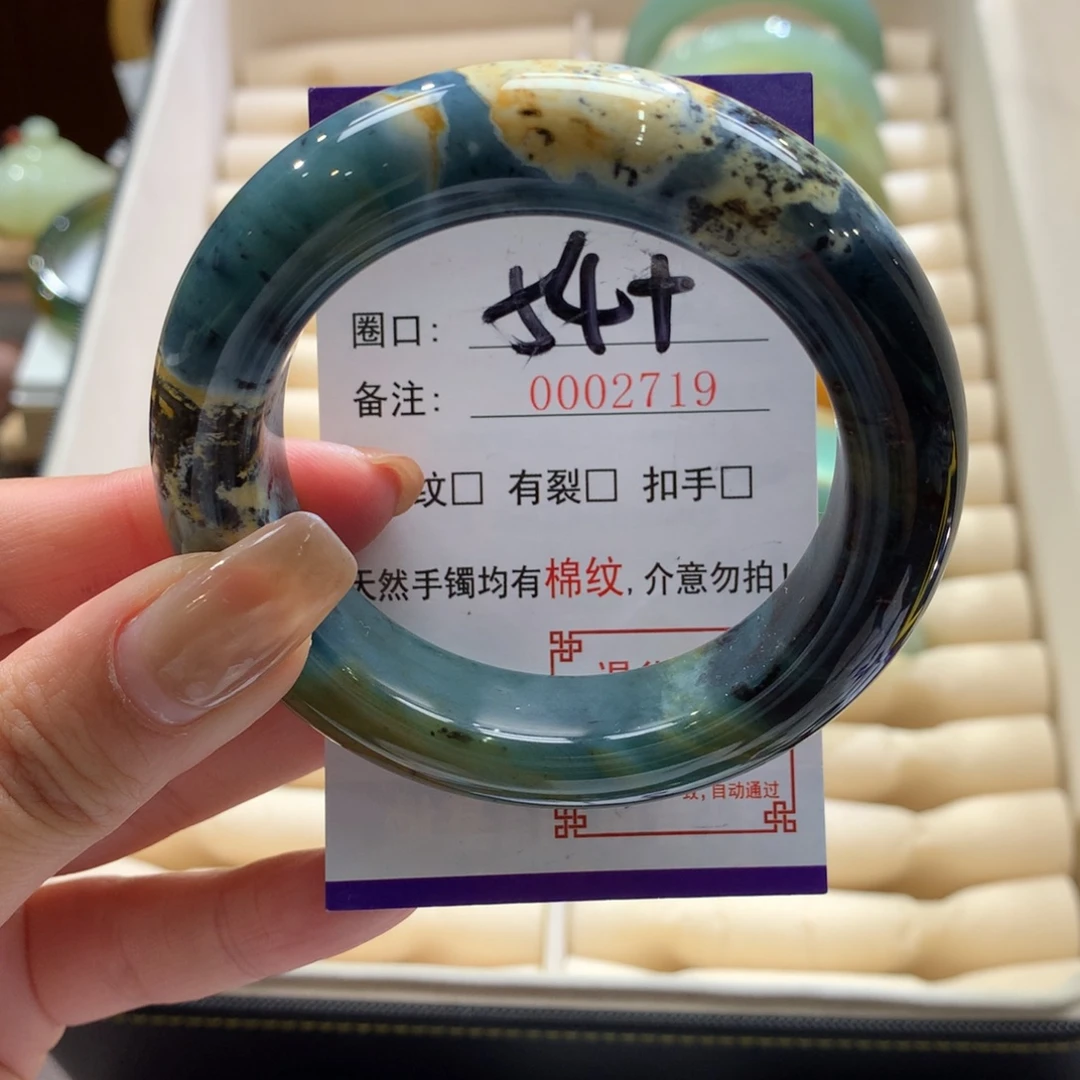 圈口: 54+
备注: 0002719
纹□ 有裂□ 扣手□
天然手镯均有棉纹, 介意勿拍!
自动通过